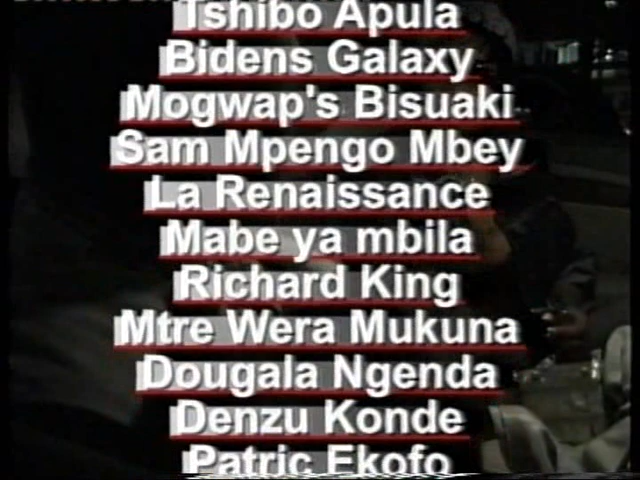 Tshibo Apula
Bidens Galaxy
Mogwap's Bisuaki
Sam Mpengo Mbey
La Renaissance
Mabe ya mbila
Richard King
Mtre Wera Mukuna
Dougala Ngenda
Denzu Konde
Patric Ekofo